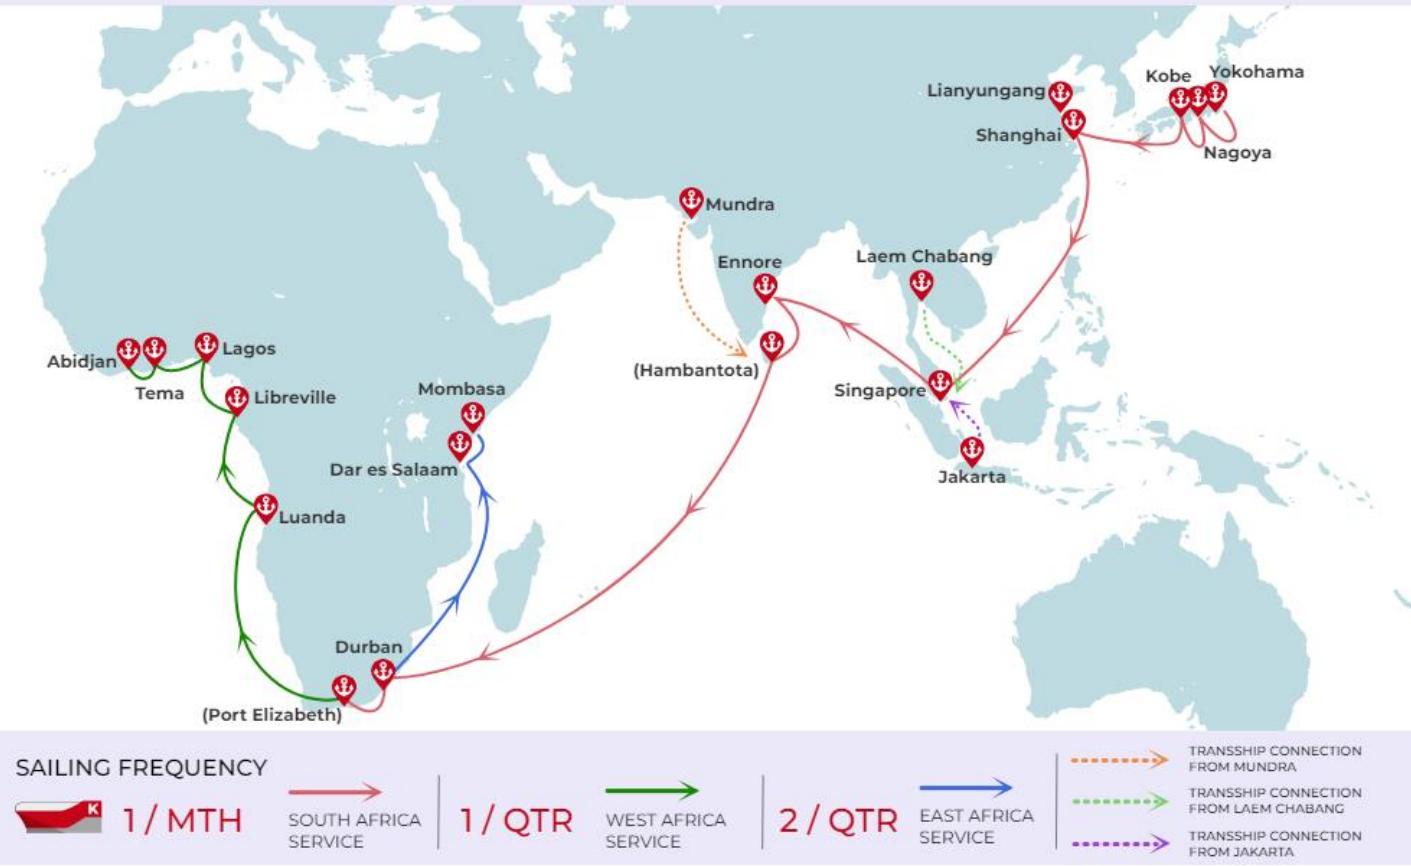 Kobe
Yokohama
Lianyungang
Shanghai
Nagoya
Mundra
Ennore
Laem Chabang
Abidjan
Lagos
Tema
(Hambantota)
Singapore
Mombasa
Libreville
Dar es Salaam
Jakarta
Luanda
Durban
(Port Elizabeth)
SAILING FREQUENCY
K
1 / MTH
SOUTH AFRICA
SERVICE
1 / QTR
WEST AFRICA
SERVICE
2 / QTR
EAST AFRICA
SERVICE
TRANSSHIP CONNECTION
FROM MUNDRA
TRANSSHIP CONNECTION
FROM LAEM CHABANG
TRANSSHIP CONNECTION
FROM JAKARTA